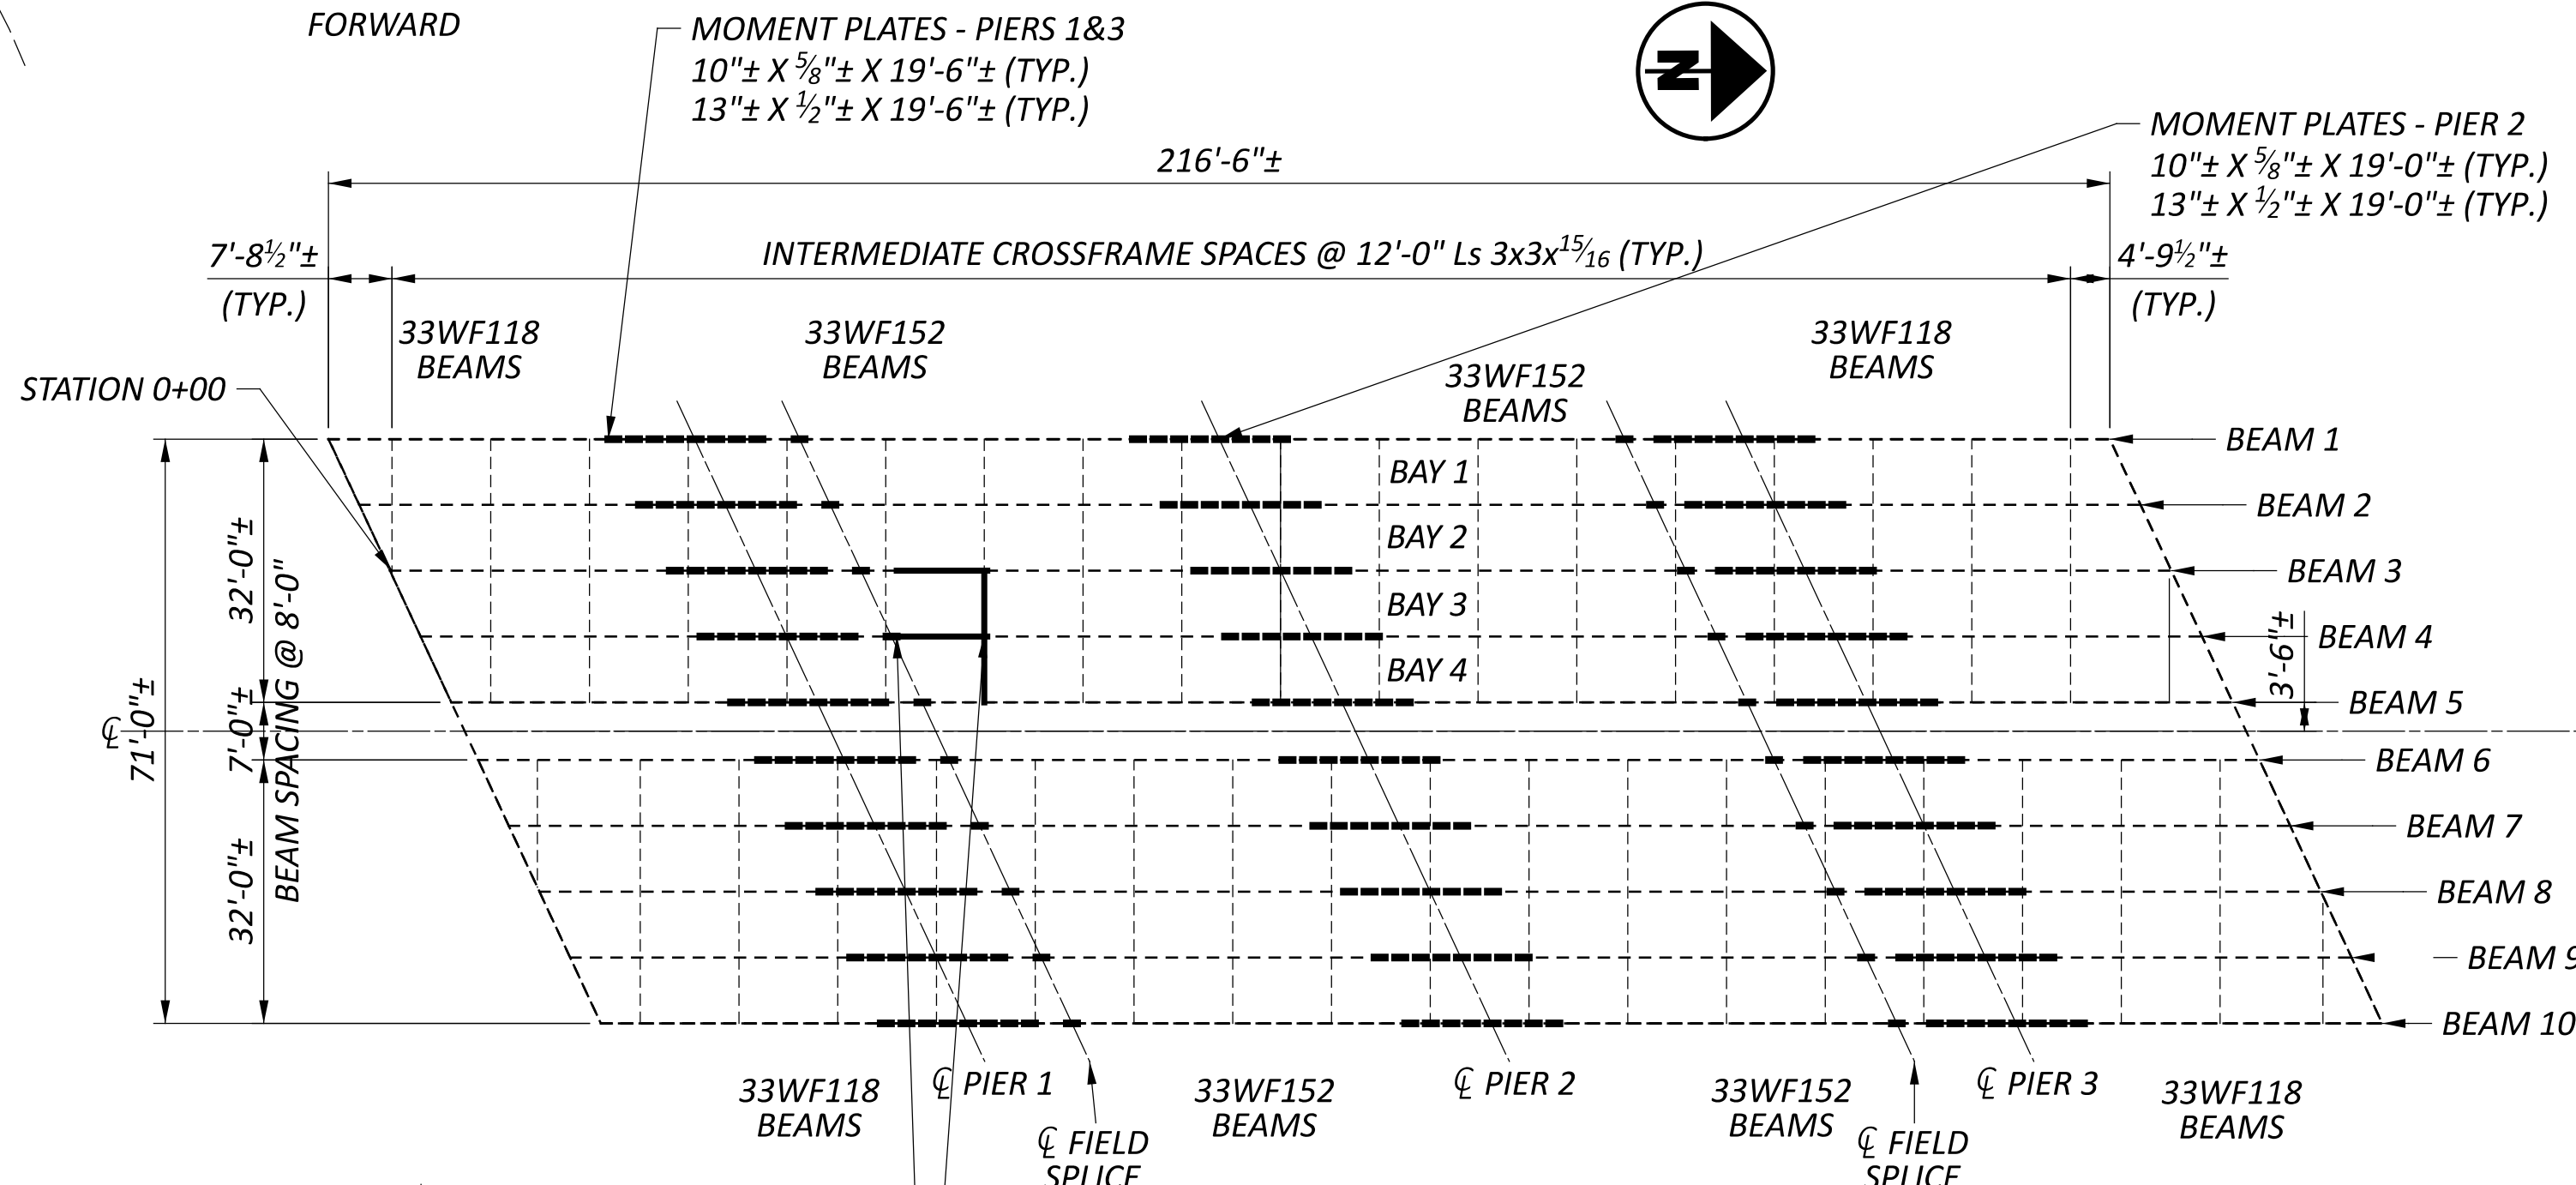 FORWARD
MOMENT PLATES - PIERS 1&3
10"± X 5/8"± X 19'-6"± (TYP.)
13"± X 1/2"± X 19'-6"± (TYP.)
N
MOMENT PLATES - PIER 2
10"± X 5/8"± X 19'-0"± (TYP.)
13"± X 1/2"± X 19'-0"± (TYP.)
216'-6"±
7'-8½"±
(TYP.)
INTERMEDIATE CROSSFRAME SPACES @ 12'-0" Ls 3x3x15/16 (TYP.)
4'-9½"±
(TYP.)
33WF118
BEAMS
33WF152
BEAMS
33WF152
BEAMS
33WF118
BEAMS
STATION 0+00
BEAM 1
BAY 1
BEAM 2
BAY 2
BEAM 3
BAY 3
BEAM 4
BAY 4
BEAM 5
3'-6"±
32'-0"±
7'-0"±
32'-0"±
71'-0"±
BEAM SPACING @ 8'-0"
℄
BEAM 6
BEAM 7
BEAM 8
BEAM 9
BEAM 10
33WF118
BEAMS
℄ PIER 1
℄ FIELD
SPLICE
33WF152
BEAMS
℄ PIER 2
33WF152
BEAMS
℄ FIELD
SPLICE
℄ PIER 3
33WF118
BEAMS